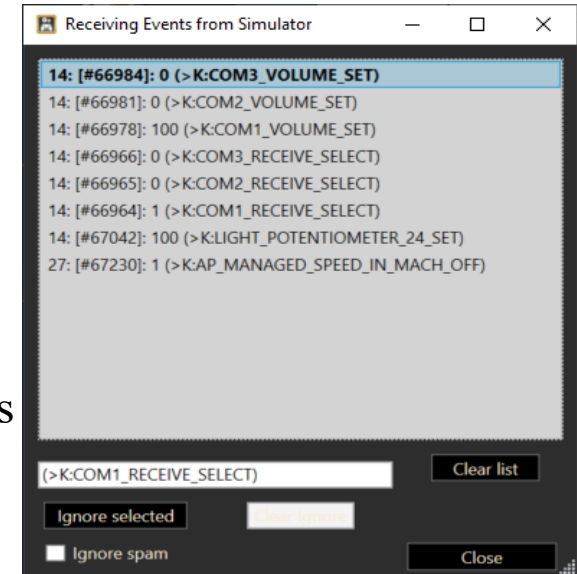 Receiving Events from Simulator
14: [#66984]: 0 (>K:COM3_VOLUME_SET)
14: [#66981]: 0 (>K:COM2_VOLUME_SET)
14: [#66978]: 100 (>K:COM1_VOLUME_SET)
14: [#66966]: 0 (>K:COM3_RECEIVE_SELECT)
14: [#66965]: 0 (>K:COM2_RECEIVE_SELECT)
14: [#66964]: 1 (>K:COM1_RECEIVE_SELECT)
14: [#67042]: 100 (>K:LIGHT_POTENTIOMETER_24_SET)
27: [#67230]: 1 (>K:AP_MANAGED_SPEED_IN_MACH_OFF)
s
(>K:COM1_RECEIVE_SELECT)
Clear list
Ignore selected
Clear Ignore
Ignore spam
Close